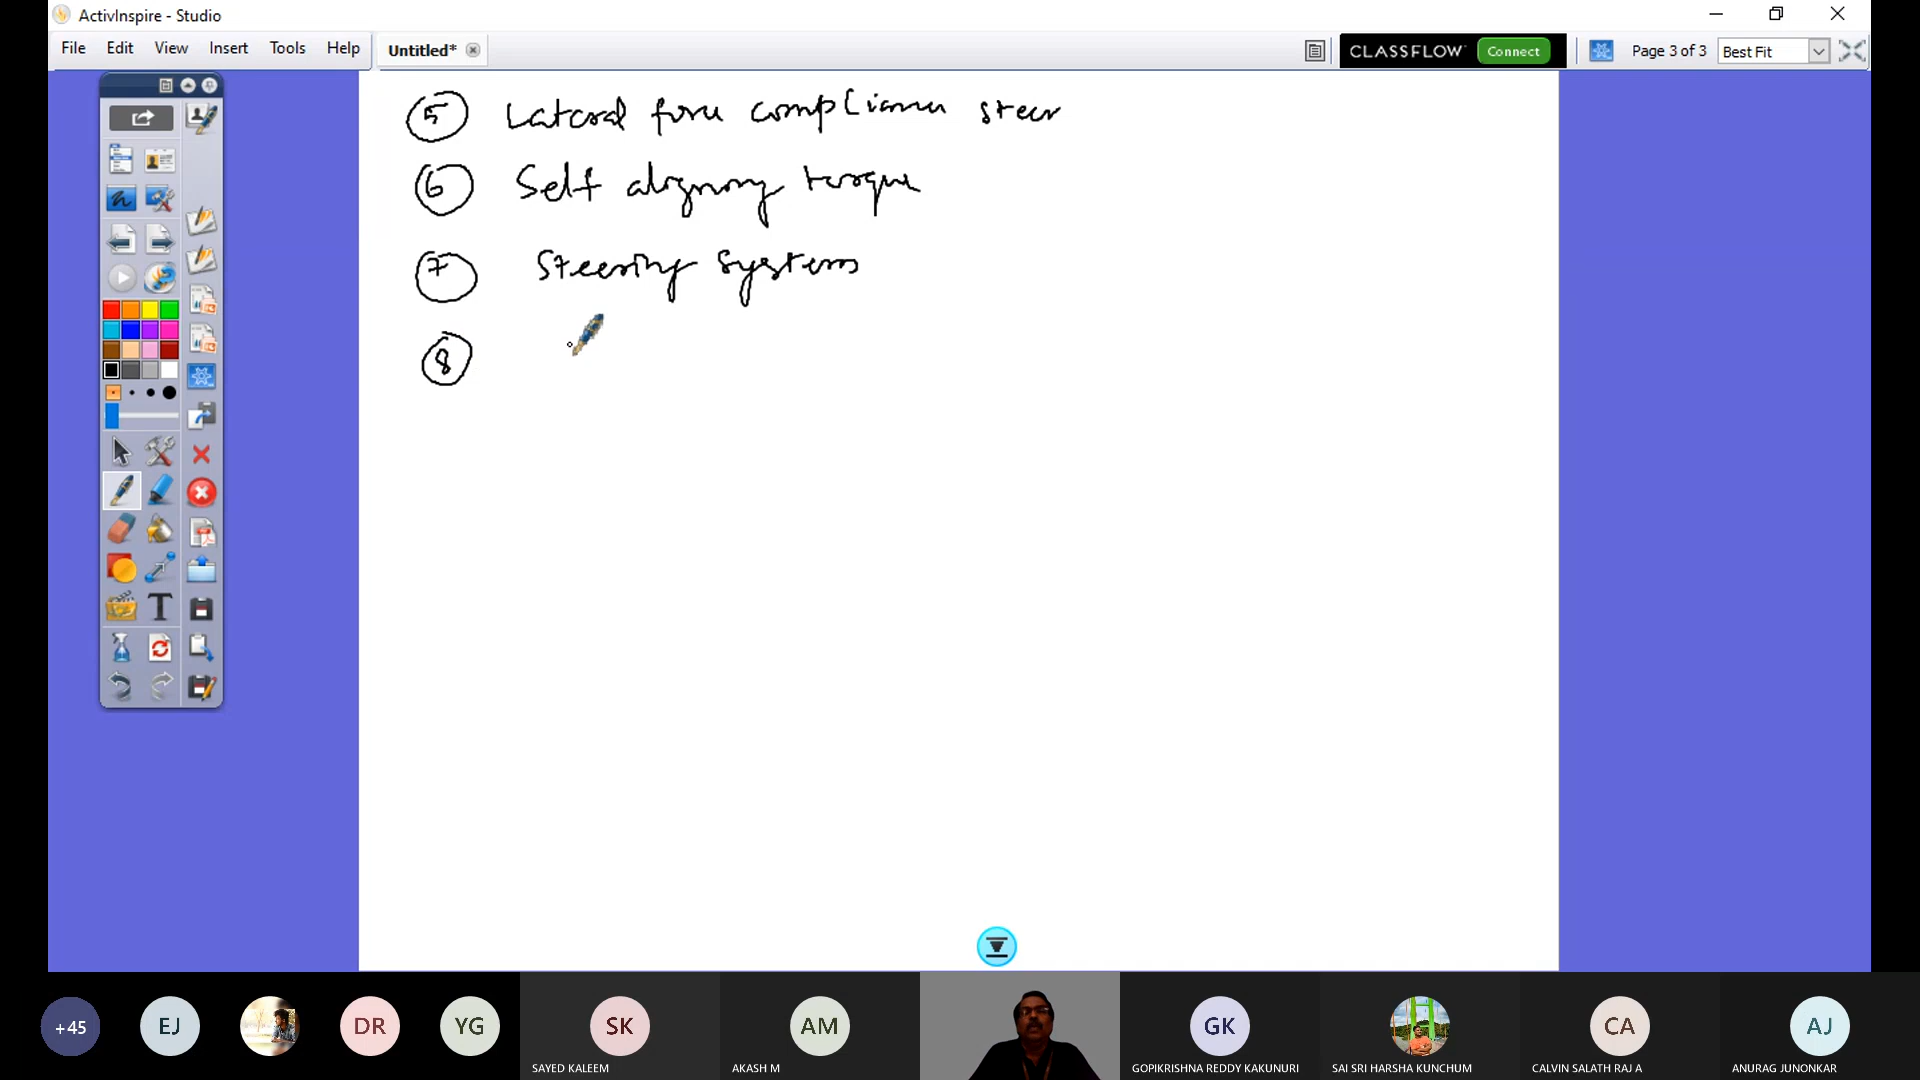 ActivInspire - Studio
File Edit View Insert Tools Help Untitled* CLASSFLOW Connect Page 3 of 3 Best Fit
5 Lateral force compliance steer
6 Self aligning torque
7 Steering systems
8
T
+45 EJ DR YG SK AM GK CA AJ
SAYED KALEEM AKASH M GOPIKRISHNA REDDY KAKUNURI SAI SRI HARSHA KUNCHUM CALVIN SALATH RAJ A ANURAG JUNONKAR